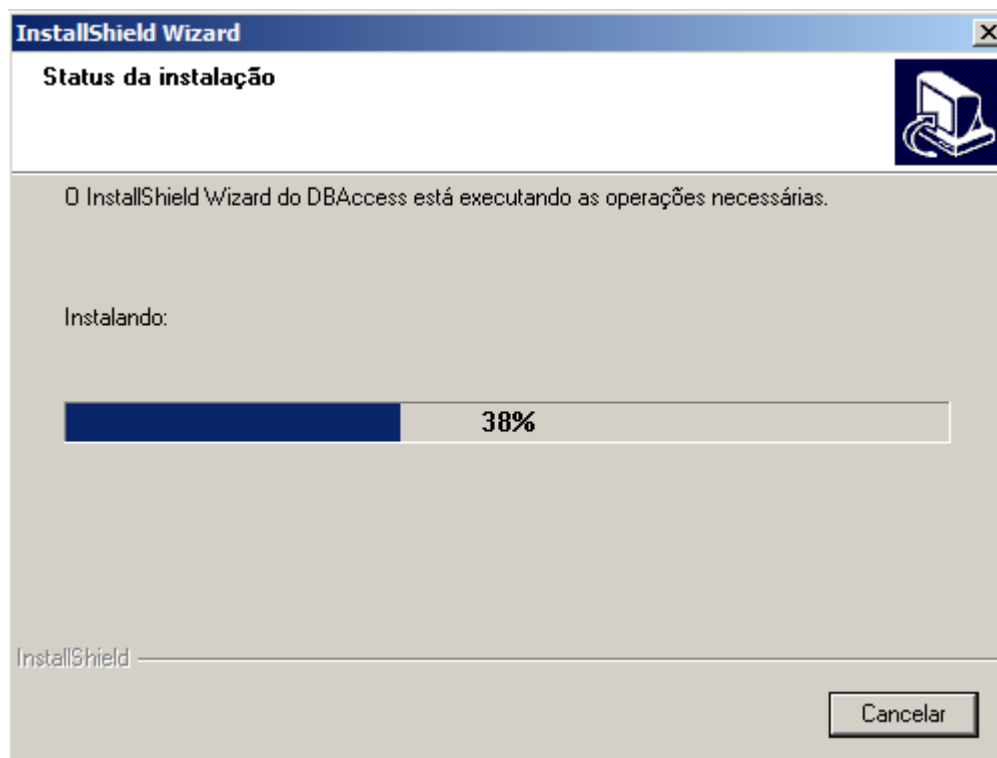 InstallShield Wizard
Status da instalação
O InstallShield Wizard do DBAccess está executando as operações necessárias.
Instalando:
38%
InstallShield
Cancelar